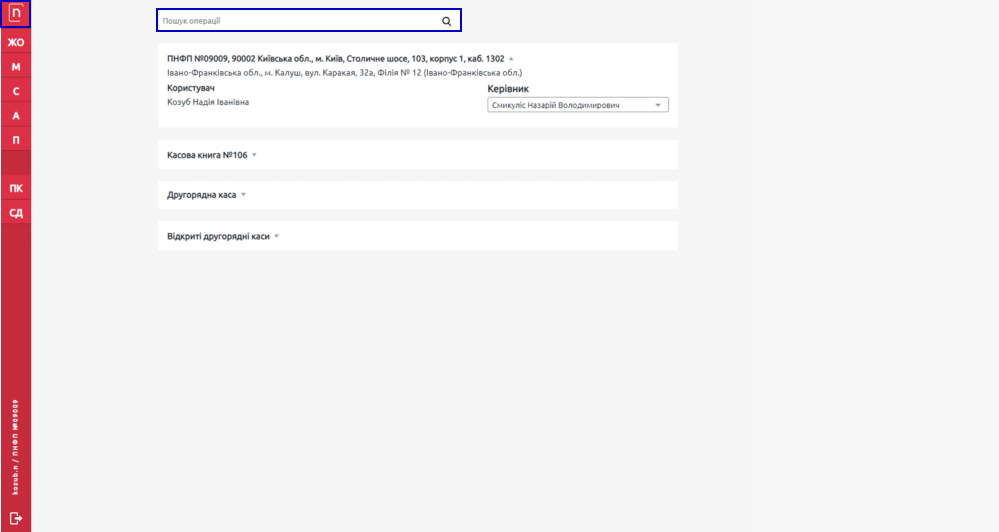 n
Пошук операції
ЖО
М
С
А
П
ПК
СД
ПНФП №09009, 90002 Київська обл., м. Київ, Столичне шосе, 103, корпус 1, каб. 1302
Івано-Франківська обл., м. Калуш, вул. Каракая, 32а, Філія № 12 (Івано-Франківська обл.)
Користувач
Козуб Надія Іванівна
Керівник
Смикуліс Назарій Володимирович
Касова книга №106
Другорядна каса
Відкриті другорядні каси
kozub.n / ПНФП №09009